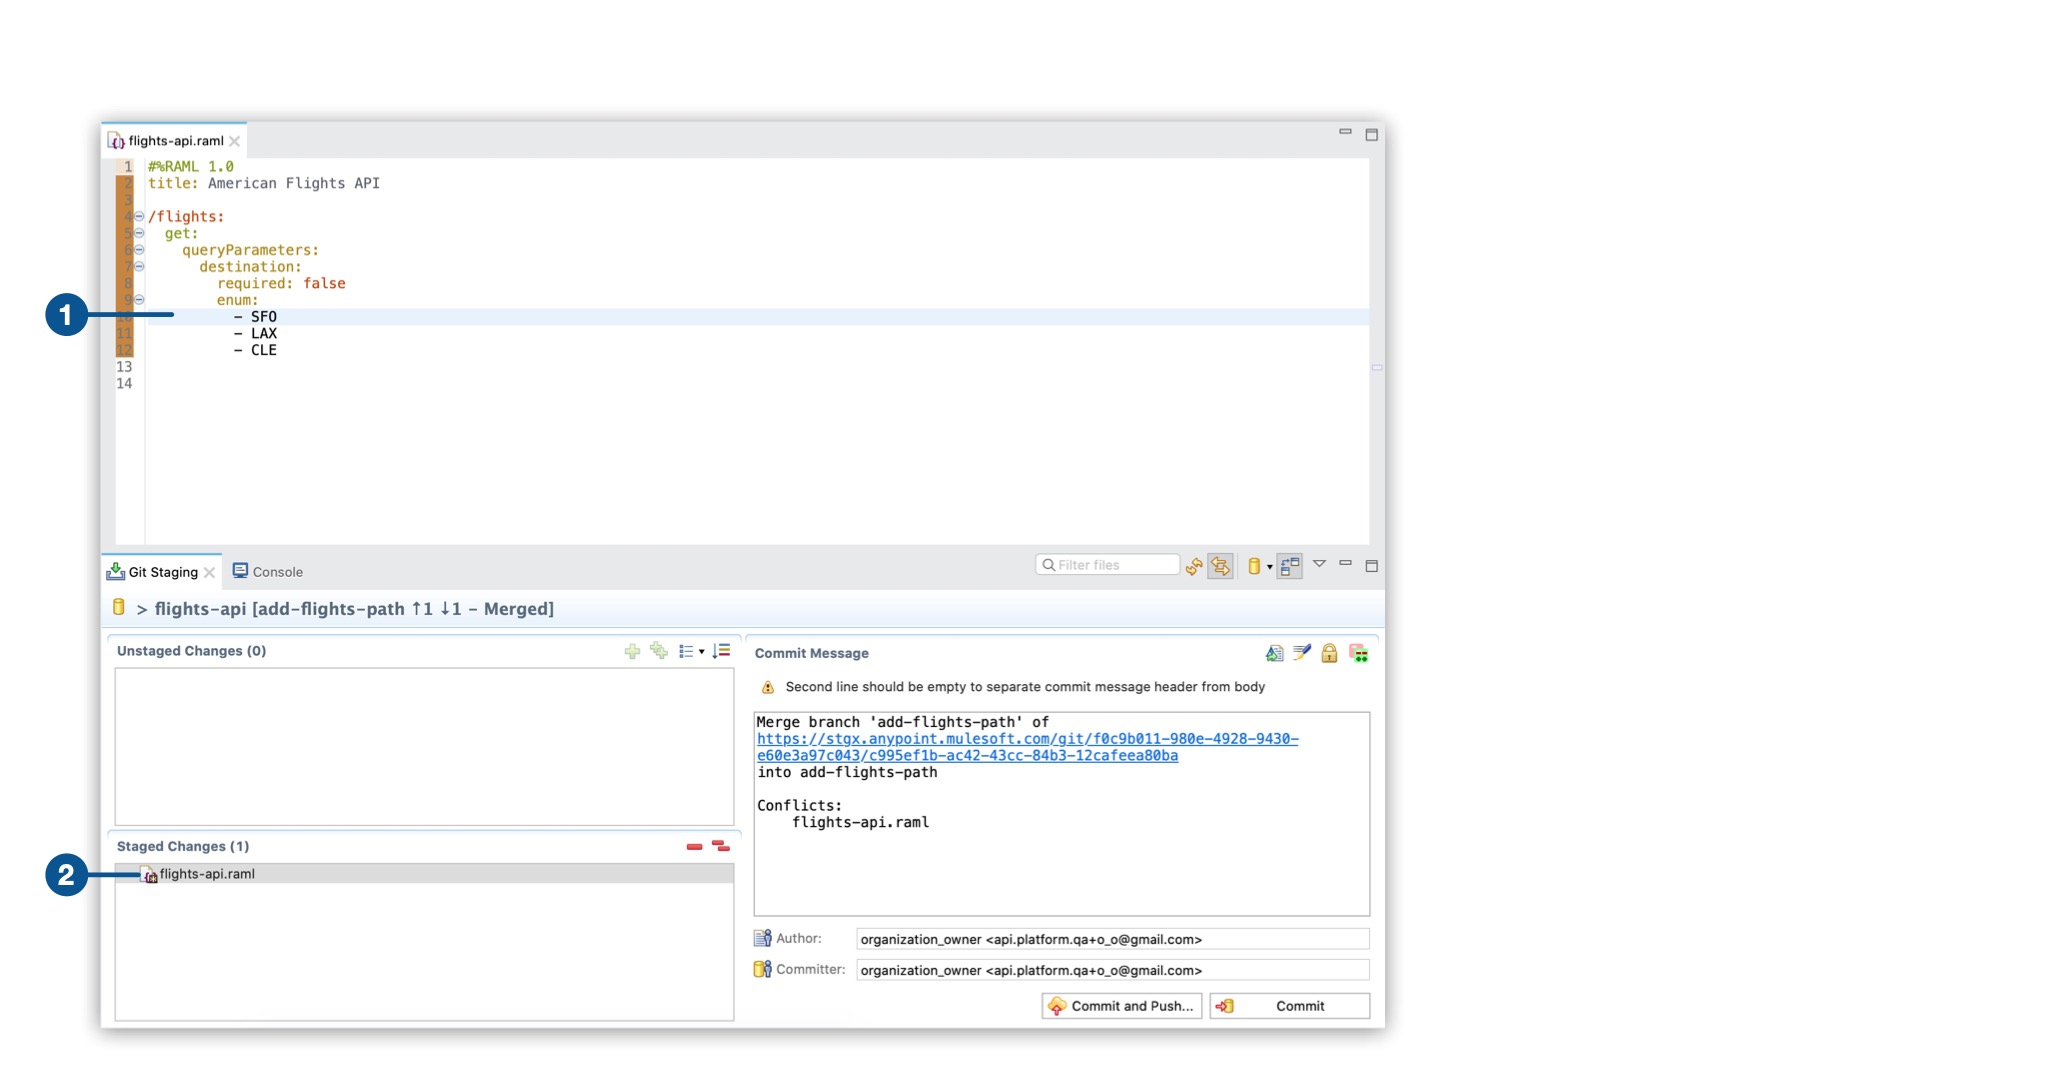 flights-api.raml
1 #%RAML 1.0
2 title: American Flights API
3
4 /flights:
5 get:
6 queryParameters:
7 destination:
8 required: false
9 enum:
1
10 - SFO
11 - LAX
12 - CLE
13
14
Git Staging Console Filter files
> flights-api [add-flights-path ↑1 ↓1 - Merged]
Unstaged Changes (0)
Staged Changes (1)
2
flights-api.raml
Commit Message
Second line should be empty to separate commit message header from body
Merge branch 'add-flights-path' of
https://stgx.anypoint.mulesoft.com/git/f0c9b011-980e-4928-9430-
e60e3a97c043/c995ef1b-ac42-43cc-84b3-12cafeea80ba
into add-flights-path
Conflicts:
flights-api.raml
Author: organization_owner <api.platform.qa+o_o@gmail.com>
Committer: organization_owner <api.platform.qa+o_o@gmail.com>
Commit and Push... Commit